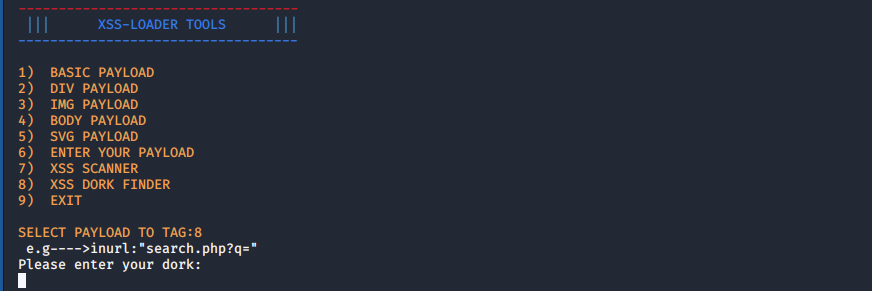 -----------------------------------
||| XSS-LOADER TOOLS |||
-----------------------------------
1) BASIC PAYLOAD
2) DIV PAYLOAD
3) IMG PAYLOAD
4) BODY PAYLOAD
5) SVG PAYLOAD
6) ENTER YOUR PAYLOAD
7) XSS SCANNER
8) XSS DORK FINDER
9) EXIT
SELECT PAYLOAD TO TAG:8
e.g---->inurl:"search.php?q="
Please enter your dork: